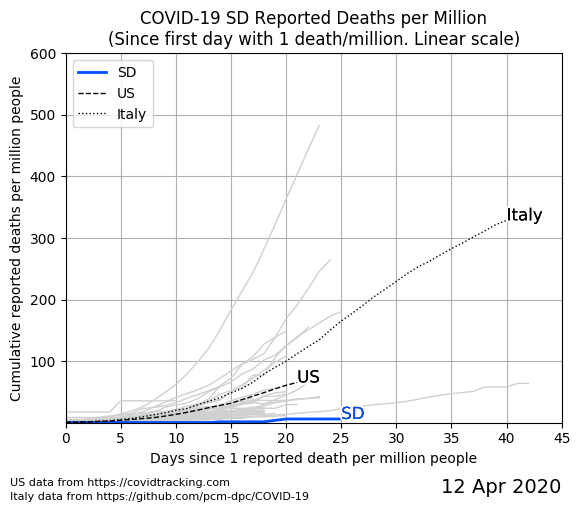 COVID-19 SD Reported Deaths per Million
(Since first day with 1 death/million. Linear scale)
Cumulative reported deaths per million people
600
500
400
300
200
100
SD
US
Italy
Italy
US
SD
0 5 10 15 20 25 30 35 40 45
Days since 1 reported death per million people
US data from https://covidtracking.com
Italy data from https://github.com/pcm-dpc/COVID-19
12 Apr 2020